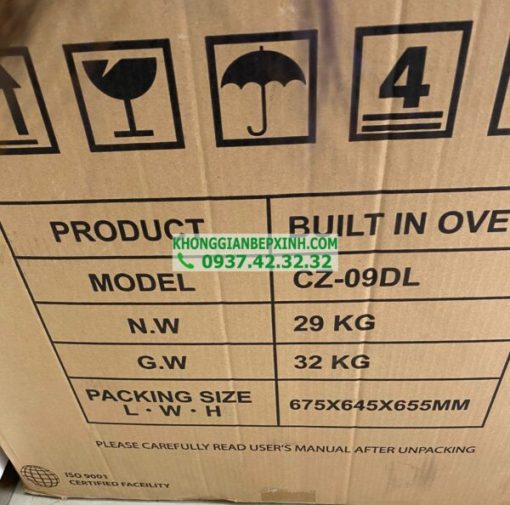 4
PRODUCT BUILT IN OVE
KHONGGIANBEPXINH.COM
0937.42.32.32
MODEL CZ-09DL
N.W 29 KG
G.W 32 KG
PACKING SIZE
L · W · H 675X645X655MM
PLEASE CAREFULLY READ USER'S MANUAL AFTER UNPACKING
ISO 9001
CERTIFIED FACEILITY